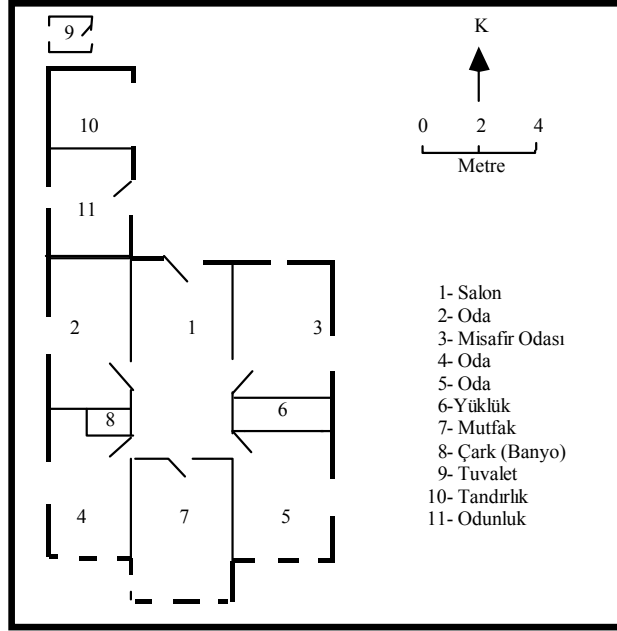 9
K
10
0 2 4
Metre
11
1- Salon
2- Oda
3- Misafir Odası
4- Oda
5- Oda
6-Yüklük
7- Mutfak
8- Çark (Banyo)
9- Tuvalet
10- Tandırlık
11- Odunluk
2
1
3
8
6
4
7
5